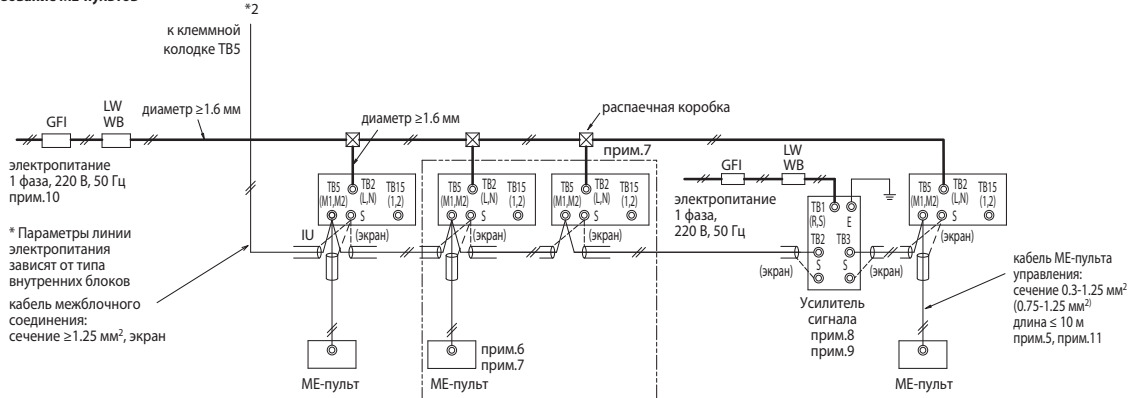 *2
к клеммной
колодке TB5
GFI
LW
WB
диаметр ≥1.6 мм
диаметр ≥1.6 мм
распаечная коробка
прим.7
электропитание
1 фаза, 220 В, 50 Гц
прим.10
GFI
LW
WB
электропитание
1 фаза,
220 В, 50 Гц
TB5
(M1,M2)
TB2
(L,N)
TB15
(1,2)
S
TB5
(M1,M2)
TB2
(L,N)
TB15
(1,2)
S
TB5
(M1,M2)
TB2
(L,N)
TB15
(1,2)
S
TB1
(R,S)
E
TB2
TB3
S
S
TB5
(M1,M2)
TB2
(L,N)
TB15
(1,2)
S
IU
(экран)
(экран)
(экран)
(экран)
(экран)
(экран)
* Параметры линии
электропитания
зависят от типа
внутренних блоков
кабель межблочного
соединения:
сечение ≥1.25 мм², экран
Усилитель
сигнала
прим.8
прим.9
кабель МЕ-пульта
управления:
сечение 0.3-1.25 мм²
(0.75-1.25 мм²)
длина ≤ 10 м
прим.5, прим.11
прим.6
прим.7
МЕ-пульт
МЕ-пульт
МЕ-пульт